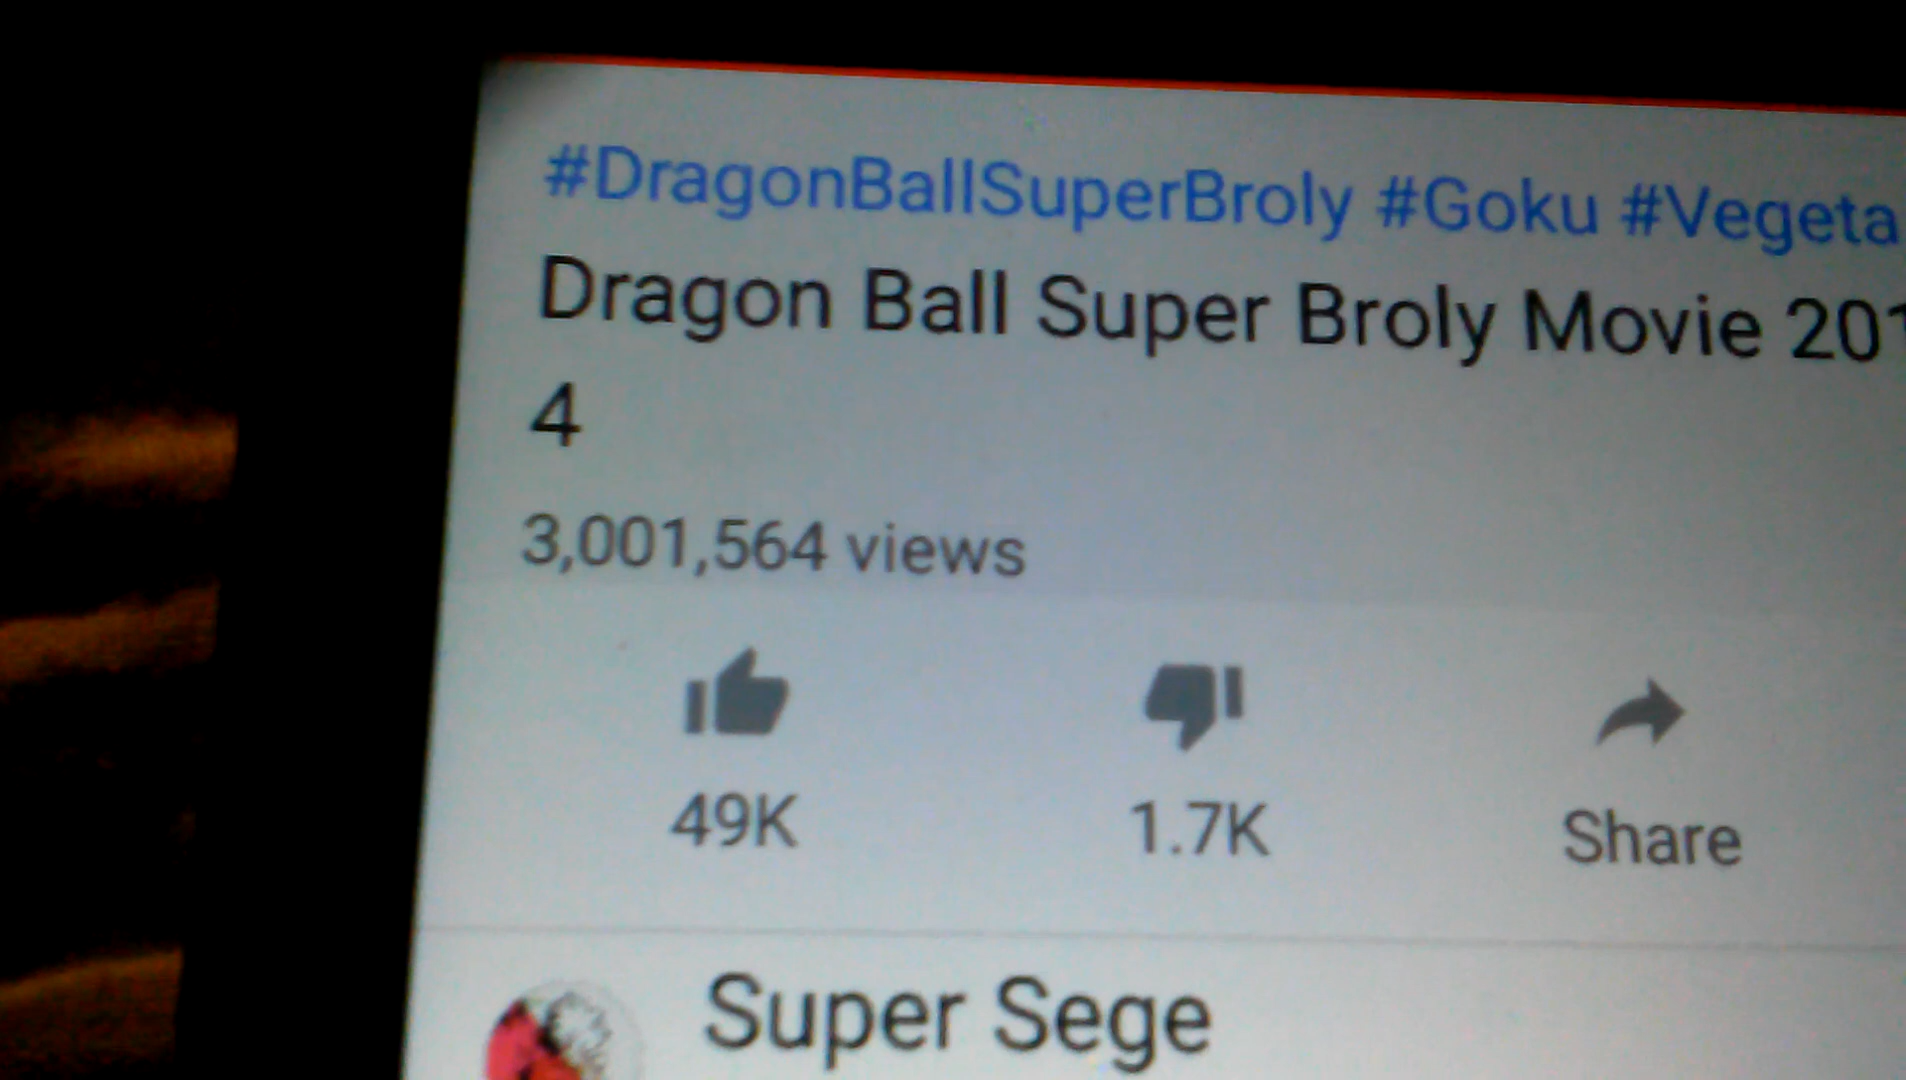 #DragonBallSuperBroly #Goku #Vegeta
Dragon Ball Super Broly Movie 201
4
3,001,564 views
49K 1.7K Share
Super Sege